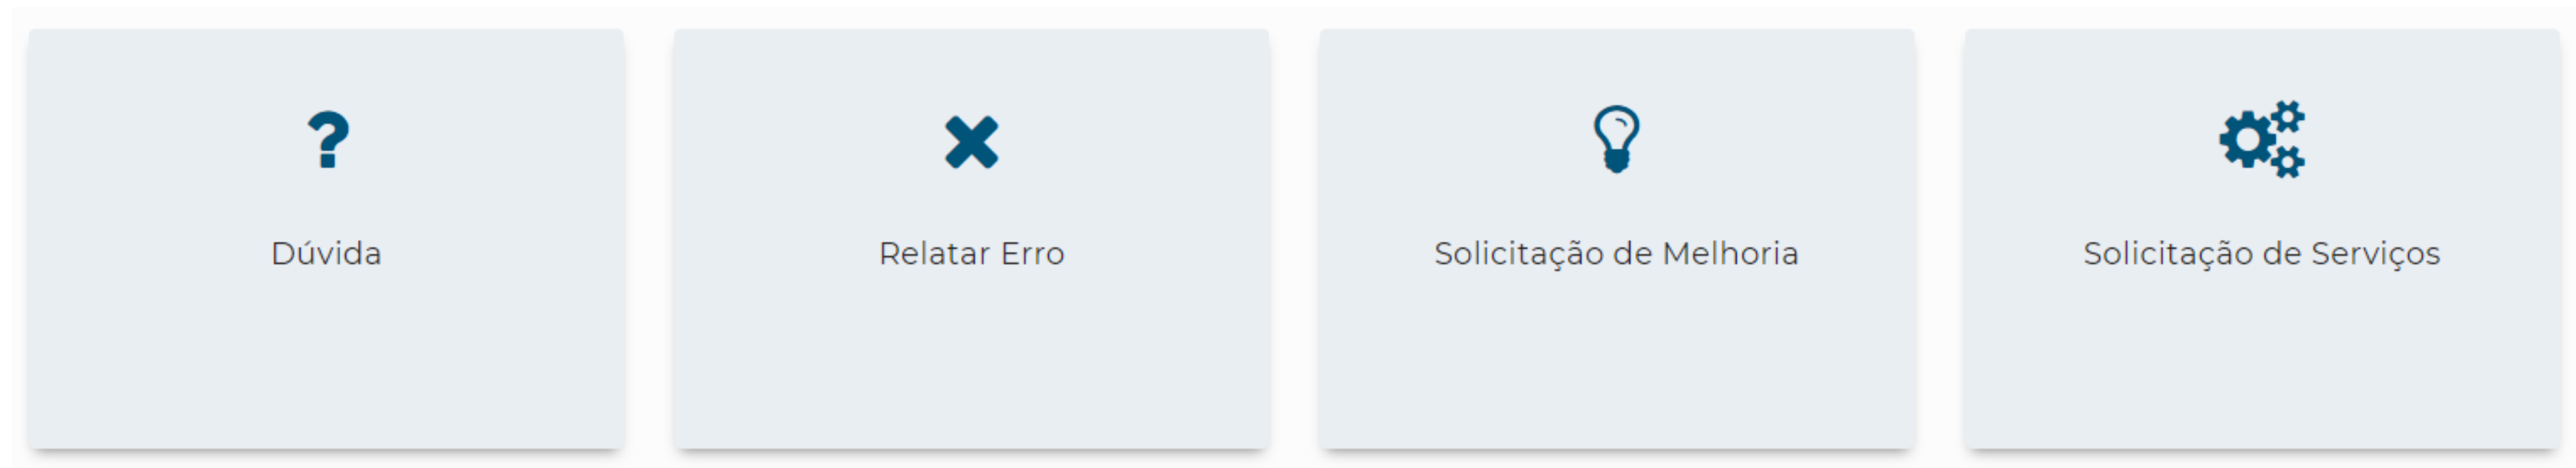 Dúvida
Relatar Erro
Solicitação de Melhoria
Solicitação de Serviços